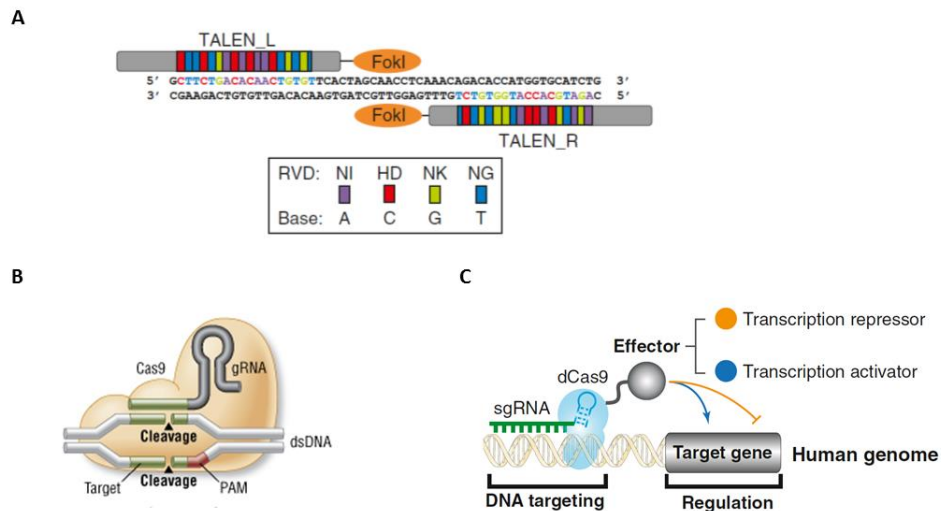 A
TALEN_L
FokI
5' GCTTCTGACACAACTGTGTTCACTAGCAACCTCAAACAGACACCATGGTGCATCTG 3'
3' CGAAGACTGTGTTGACACAAGTGATCGTTGGAGTTTGTCTGTGGTACCACGTAGAC 5'
FokI
TALEN_R
RVD: NI HD NK NG
Base: A C G T
B
Cas9
gRNA
Cleavage
dsDNA
Cleavage
Target
PAM
C
Transcription repressor
Effector
Transcription activator
dCas9
sgRNA
Target gene
Human genome
DNA targeting
Regulation